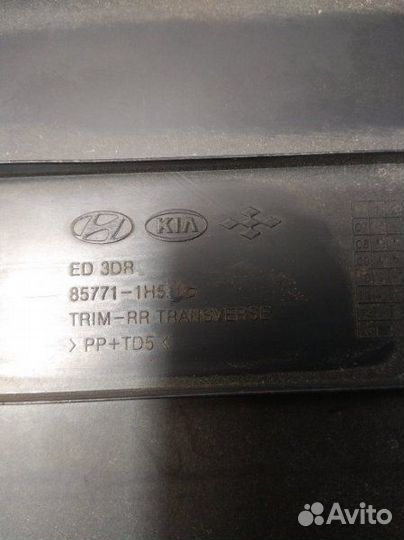 KIA
ED 3DR
TRIM-RR TRANSVERSE
> PP+TD5 <
Avito